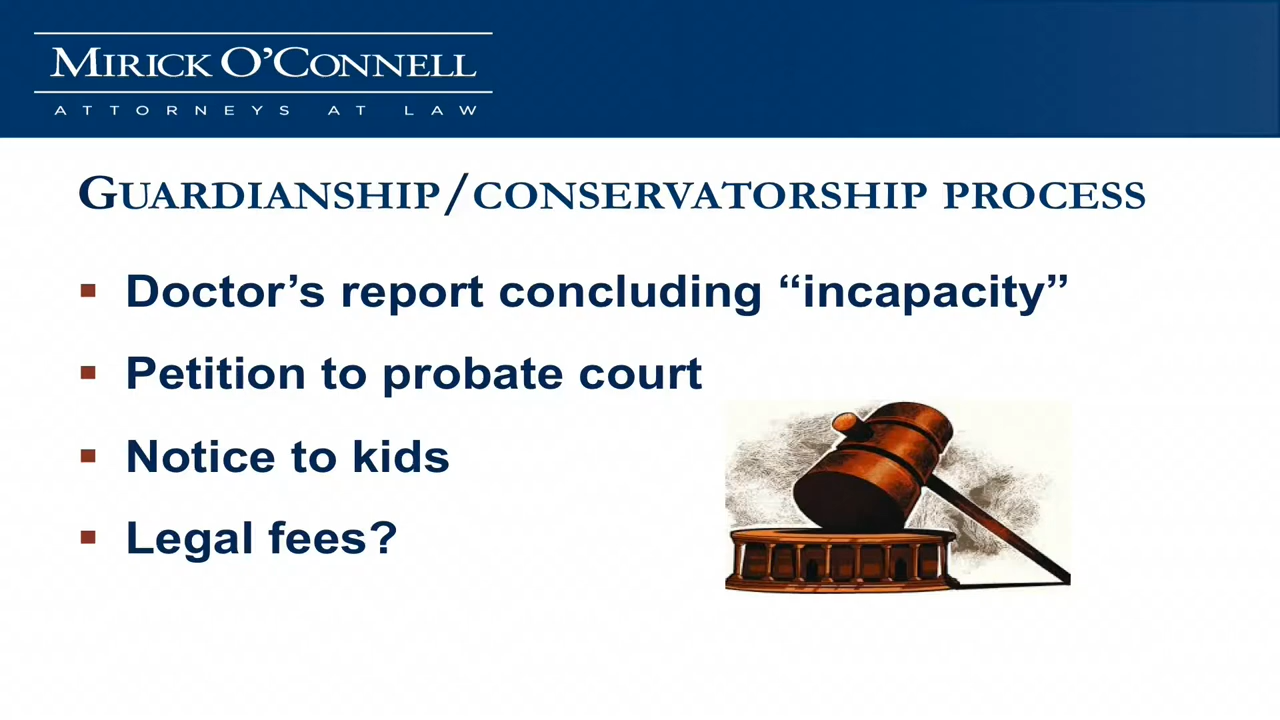 MIRICK O’CONNELL
ATTORNEYS AT LAW
GUARDIANSHIP/CONSERVATORSHIP PROCESS
▪ Doctor’s report concluding “incapacity”
▪ Petition to probate court
▪ Notice to kids
▪ Legal fees?